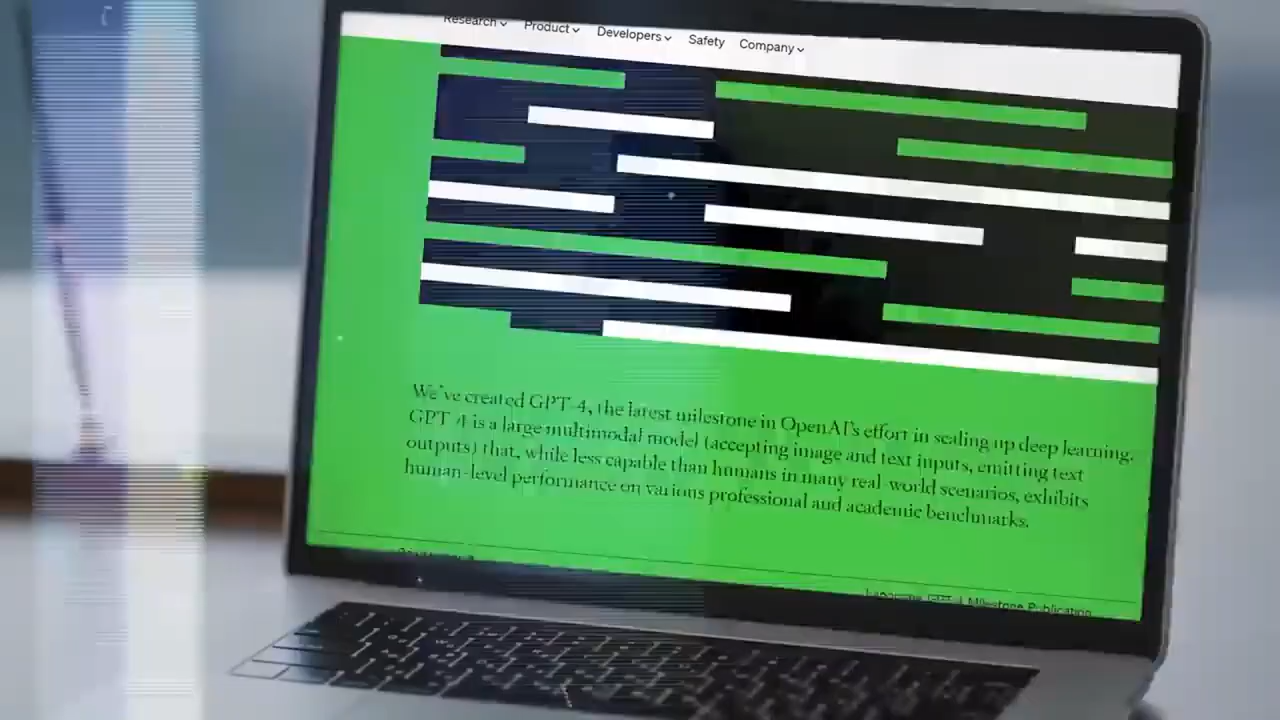 Research
Product
Developers
Safety
Company
We've created GPT-4, the latest milestone in OpenAI's effort in scaling up deep learning.
GPT-4 is a large multimodal model (accepting image and text inputs, emitting text
outputs) that, while less capable than humans in many real-world scenarios, exhibits
human-level performance on various professional and academic benchmarks.
Milestone Publication